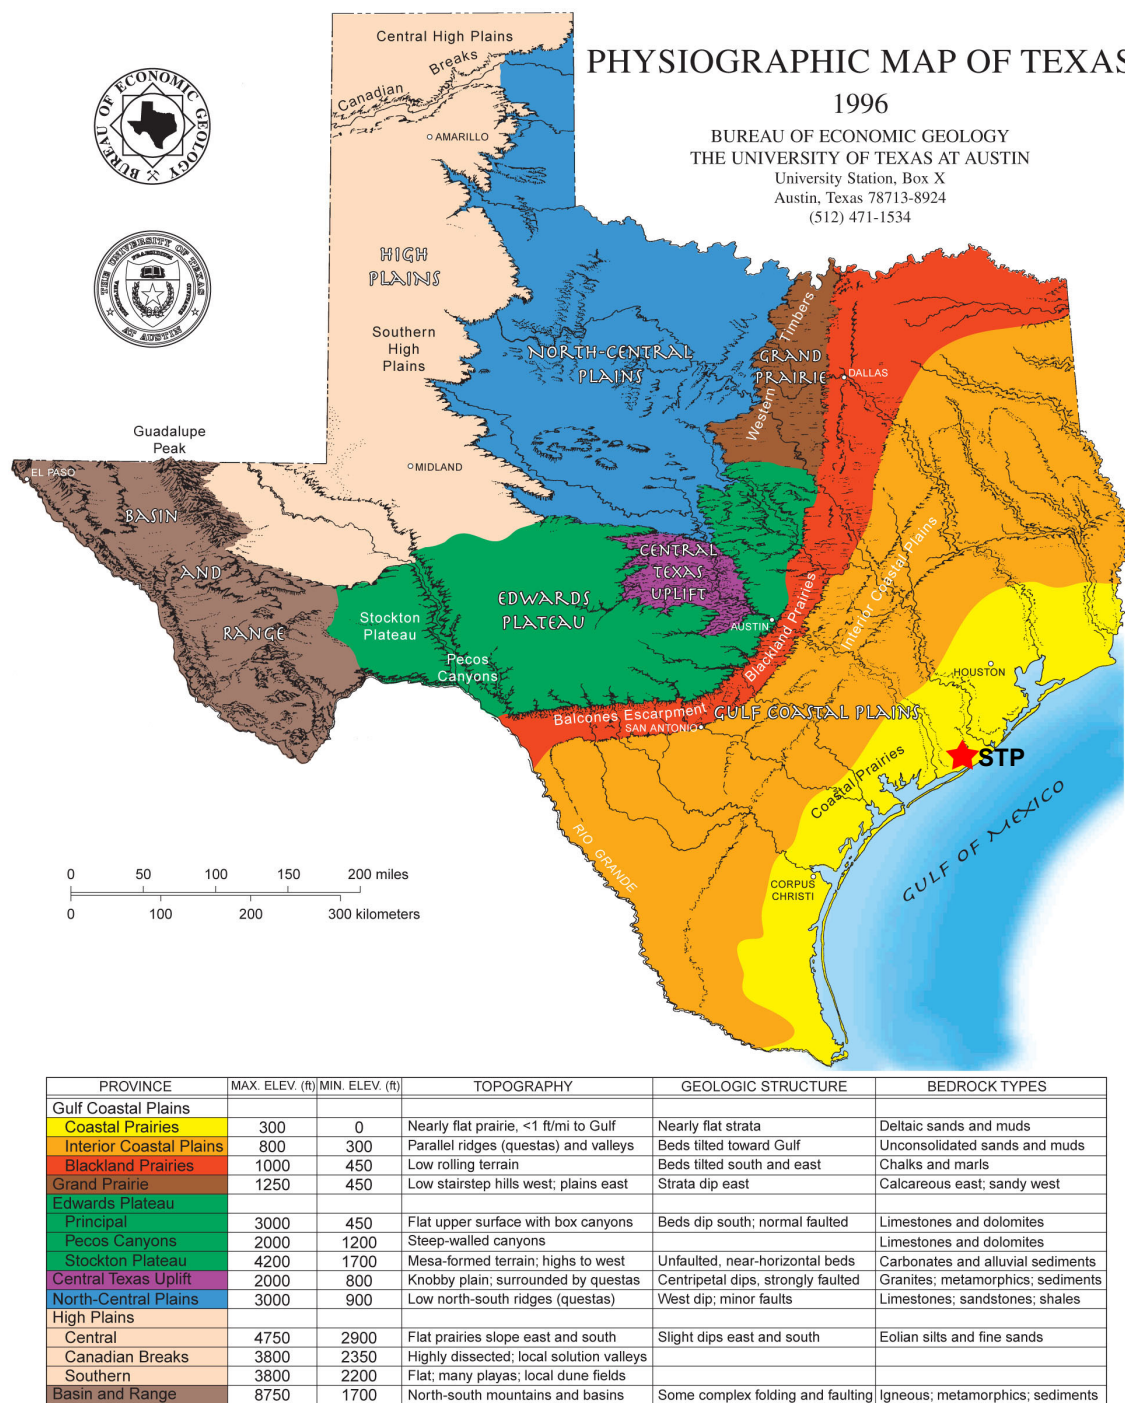 PHYSIOGRAPHIC MAP OF TEXAS
1996
BUREAU OF ECONOMIC GEOLOGY
THE UNIVERSITY OF TEXAS AT AUSTIN
University Station, Box X
Austin, Texas 78713-8924
(512) 471-1534
BUREAU OF ECONOMIC GEOLOGY
THE UNIVERSITY OF TEXAS
AT AUSTIN
Central High Plains
Canadian Breaks
AMARILLO
HIGH
PLAINS
Southern
High
Plains
NORTH-CENTRAL
PLAINS
Western Timbers
GRAND
PRAIRIE
DALLAS
Guadalupe
Peak
EL PASO
MIDLAND
BASIN
AND
RANGE
CENTRAL
TEXAS
UPLIFT
EDWARDS
PLATEAU
Stockton
Plateau
Pecos
Canyons
AUSTIN
Blackland Prairies
Interior Coastal Plains
Balcones Escarpment
SAN ANTONIO
GULF COASTAL PLAINS
HOUSTON
STP
Coastal Prairies
RIO GRANDE
CORPUS
CHRISTI
GULF OF MEXICO
0 50 100 150 200 miles
0 100 200 300 kilometers
PROVINCE MAX. ELEV. (ft) MIN. ELEV. (ft) TOPOGRAPHY GEOLOGIC STRUCTURE BEDROCK TYPES
Gulf Coastal Plains
Coastal Prairies 300 0 Nearly flat prairie, <1 ft/mi to Gulf Nearly flat strata Deltaic sands and muds
Interior Coastal Plains 800 300 Parallel ridges (questas) and valleys Beds tilted toward Gulf Unconsolidated sands and muds
Blackland Prairies 1000 450 Low rolling terrain Beds tilted south and east Chalks and marls
Grand Prairie 1250 450 Low stairstep hills west; plains east Strata dip east Calcareous east; sandy west
Edwards Plateau
Principal 3000 450 Flat upper surface with box canyons Beds dip south; normal faulted Limestones and dolomites
Pecos Canyons 2000 1200 Steep-walled canyons Limestones and dolomites
Stockton Plateau 4200 1700 Mesa-formed terrain; highs to west Unfaulted, near-horizontal beds Carbonates and alluvial sediments
Central Texas Uplift 2000 800 Knobby plain; surrounded by questas Centripetal dips, strongly faulted Granites; metamorphics; sediments
North-Central Plains 3000 900 Low north-south ridges (questas) West dip; minor faults Limestones; sandstones; shales
High Plains
Central 4750 2900 Flat prairies slope east and south Slight dips east and south Eolian silts and fine sands
Canadian Breaks 3800 2350 Highly dissected; local solution valleys
Southern 3800 2200 Flat; many playas; local dune fields
Basin and Range 8750 1700 North-south mountains and basins Some complex folding and faulting Igneous; metamorphics; sediments